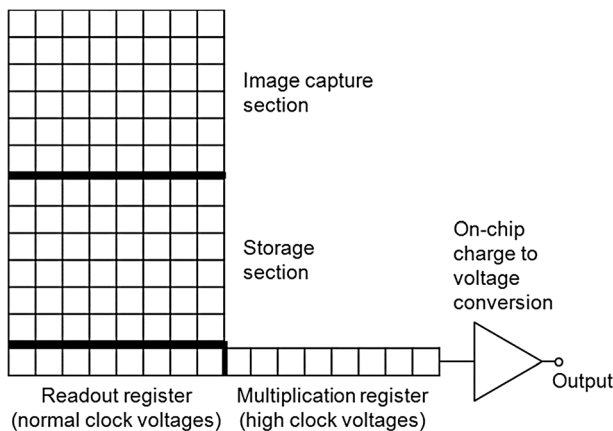 Image capture
section
Storage
section
On-chip
charge to
voltage
conversion
Output
Readout register
(normal clock voltages)
Multiplication register
(high clock voltages)